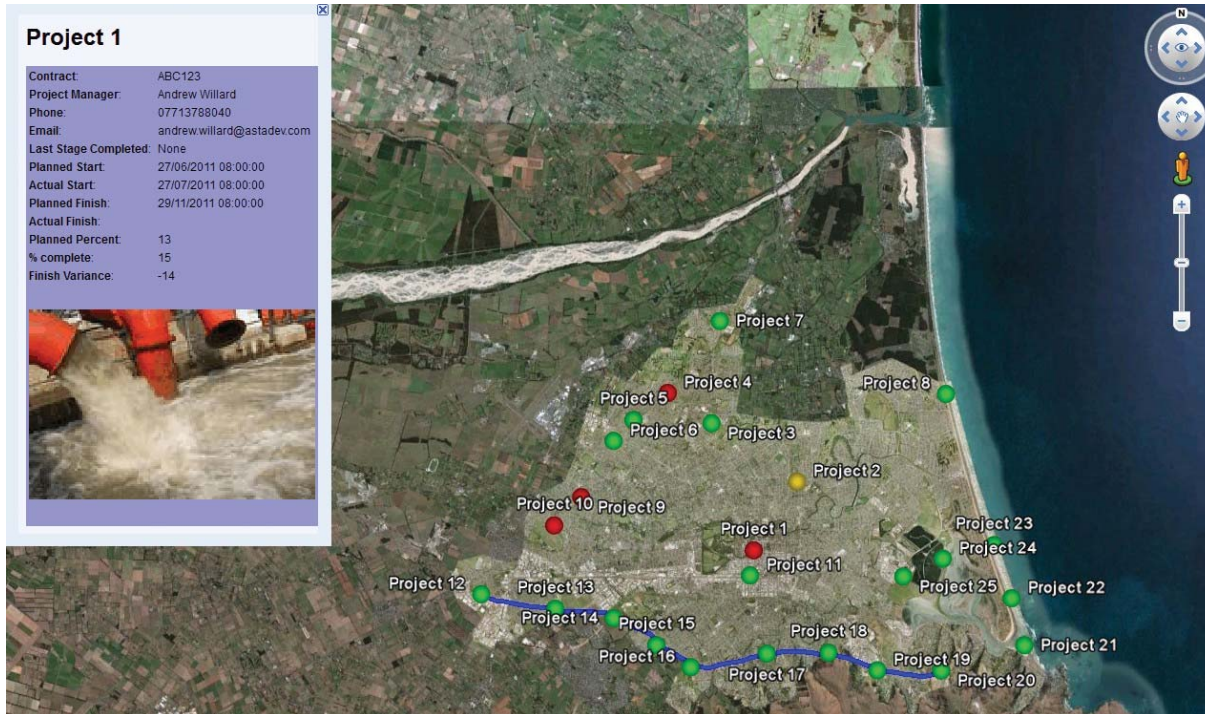 Project 1
Contract: ABC123
Project Manager: Andrew Willard
Phone: 07713788040
Email: andrew.willard@astadev.com
Last Stage Completed: None
Planned Start: 27/06/2011 08:00:00
Actual Start: 27/07/2011 08:00:00
Planned Finish: 29/11/2011 08:00:00
Actual Finish:
Planned Percent: 13
% complete: 15
Finish Variance: -14
N
Project 7
Project 4
Project 8
Project 5
Project 6
Project 3
Project 2
Project 10
Project 9
Project 1
Project 23
Project 24
Project 11
Project 12
Project 13
Project 25
Project 22
Project 14
Project 15
Project 18
Project 21
Project 16
Project 17
Project 19
Project 20